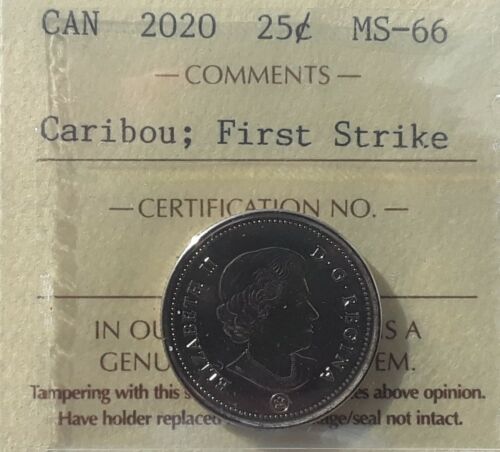 CAN 2020 25¢ MS-66
— COMMENTS —
Caribou; First Strike
— CERTIFICATION NO. —
ELIZABETH II D·G·REGINA
IN OU S A
GENU EM.
Tampering with this s es above opinion.
Have holder replaced age/seal not intact.